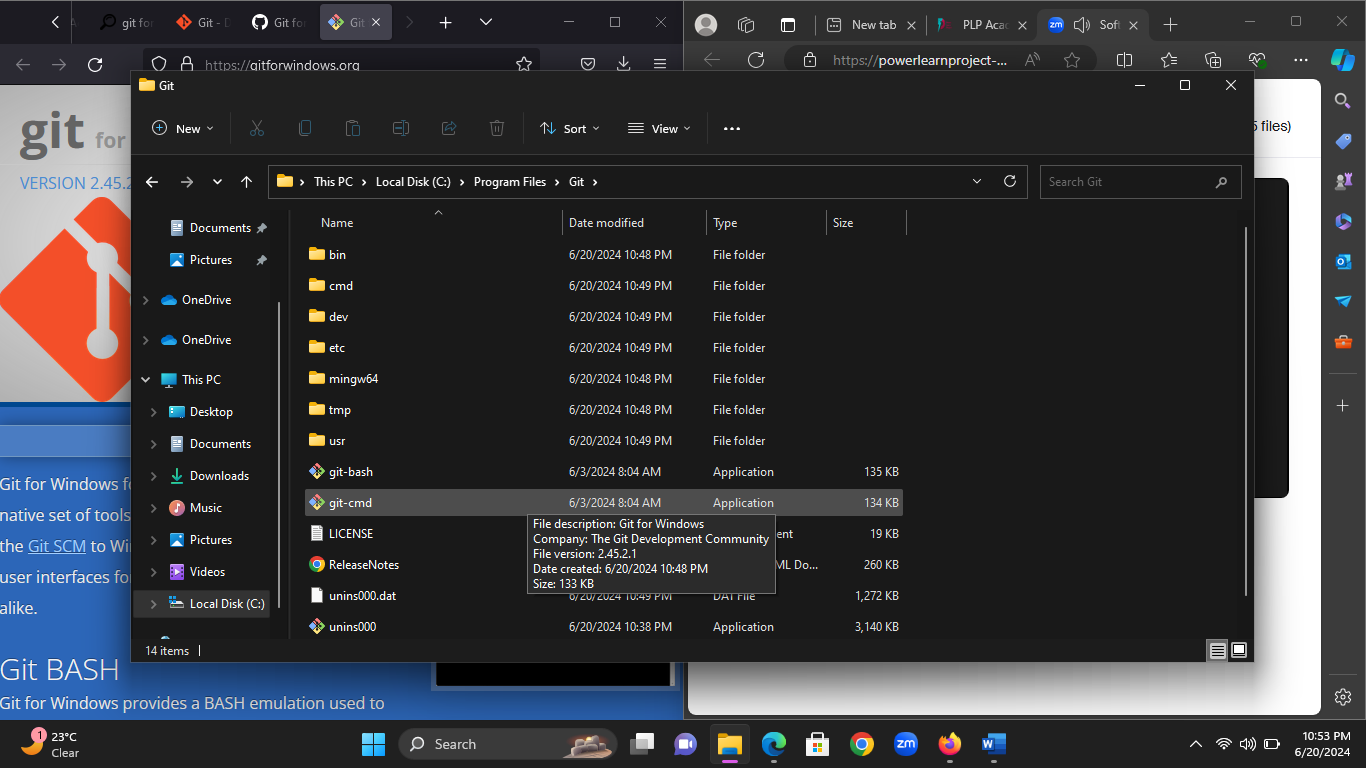 git for
Git - D
Git fo
Git
New tab
PLP Aca
zm
Soft
https://gitforwindows.org
https://powerlearnproject-...
git for
VERSION 2.45.2
5 files)
Git
New
Sort
View
This PC
Local Disk (C:)
Program Files
Git
Search Git
Name
Date modified
Type
Size
Documents
Pictures
OneDrive
OneDrive
This PC
Desktop
Documents
Downloads
Music
Pictures
Videos
Local Disk (C:)
bin 6/20/2024 10:48 PM File folder
cmd 6/20/2024 10:49 PM File folder
dev 6/20/2024 10:49 PM File folder
etc 6/20/2024 10:49 PM File folder
mingw64 6/20/2024 10:48 PM File folder
tmp 6/20/2024 10:48 PM File folder
usr 6/20/2024 10:49 PM File folder
git-bash 6/3/2024 8:04 AM Application 135 KB
git-cmd 6/3/2024 8:04 AM Application 134 KB
LICENSE ent 19 KB
ReleaseNotes ML Do... 260 KB
unins000.dat 6/20/2024 10:49 PM DAT File 1,272 KB
unins000 6/20/2024 10:38 PM Application 3,140 KB
File description: Git for Windows
Company: The Git Development Community
File version: 2.45.2.1
Date created: 6/20/2024 10:48 PM
Size: 133 KB
14 items
Git for Windows fo
native set of tools
the Git SCM to Wi
user interfaces fo
alike.
Git BASH
Git for Windows provides a BASH emulation used to
1
23°C
Clear
Search
zm
W
10:53 PM
6/20/2024